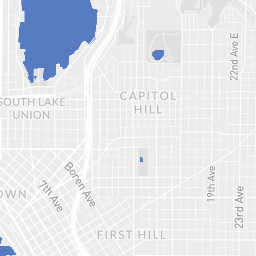 22nd Ave E
CAPITOL
HILL
SOUTH LAKE
UNION
Boren Ave
7th Ave
19th Ave
23rd Ave
OWN
FIRST HILL